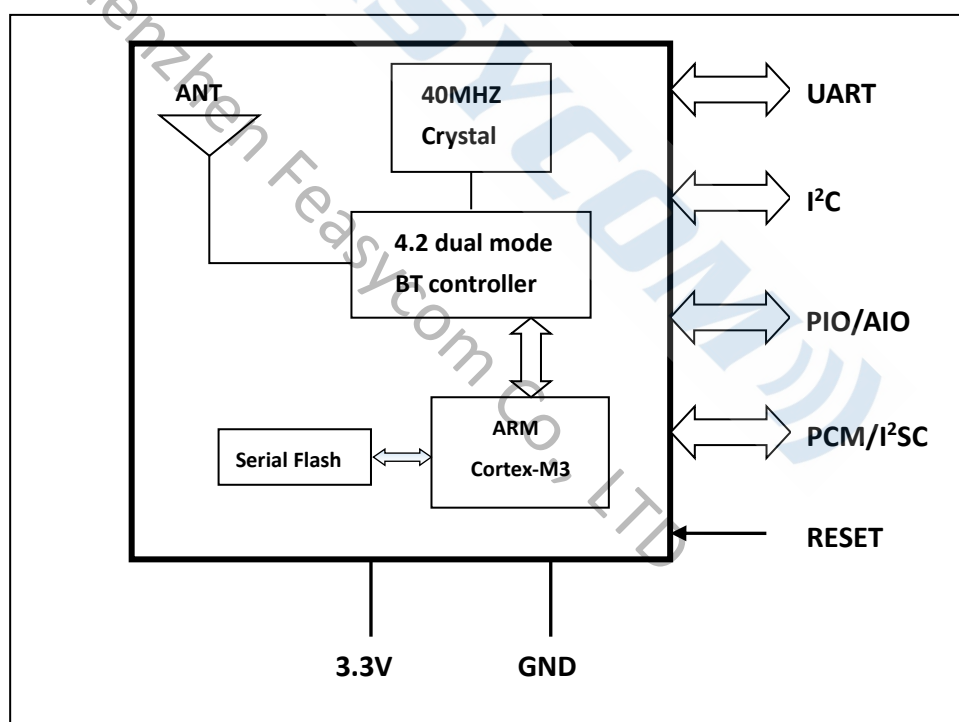 ANT
40MHZ
Crystal
4.2 dual mode
BT controller
ARM
Cortex-M3
Serial Flash
UART
I²C
PIO/AIO
PCM/I²SC
RESET
3.3V
GND
Shenzhen Feasycom Co., LTD